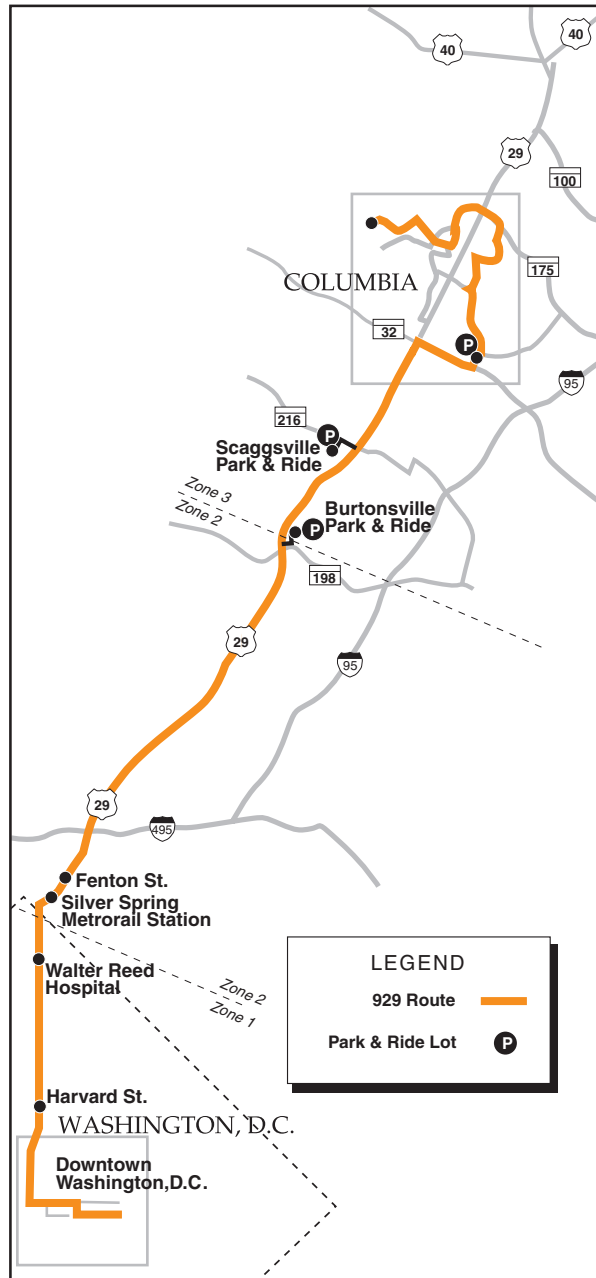 40
40
29
100
COLUMBIA
175
32
P
95
216
P
Scaggsville
Park & Ride
Zone 3
Zone 2
Burtonsville
Park & Ride
P
198
29
95
29
495
Fenton St.
Silver Spring
Metrorail Station
Walter Reed
Hospital
Zone 2
Zone 1
LEGEND
929 Route
Park & Ride Lot
P
Harvard St.
WASHINGTON, D.C.
Downtown
Washington,D.C.